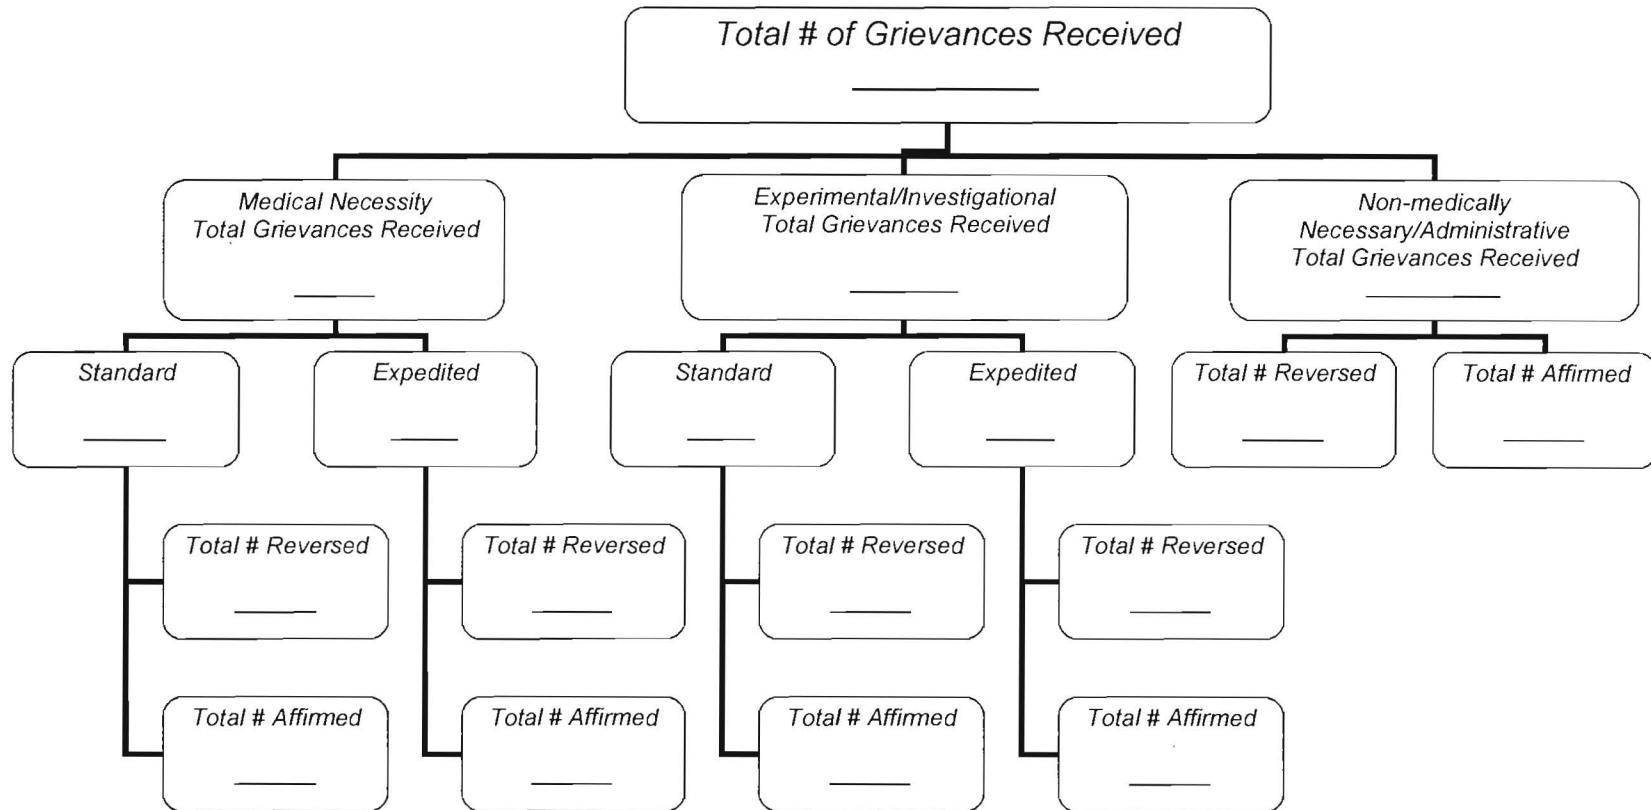 Total # of Grievances Received
Medical Necessity
Total Grievances Received
Experimental/Investigational
Total Grievances Received
Non-medically
Necessary/Administrative
Total Grievances Received
Standard
Expedited
Standard
Expedited
Total # Reversed
Total # Affirmed
Total # Reversed
Total # Reversed
Total # Reversed
Total # Reversed
Total # Affirmed
Total # Affirmed
Total # Affirmed
Total # Affirmed